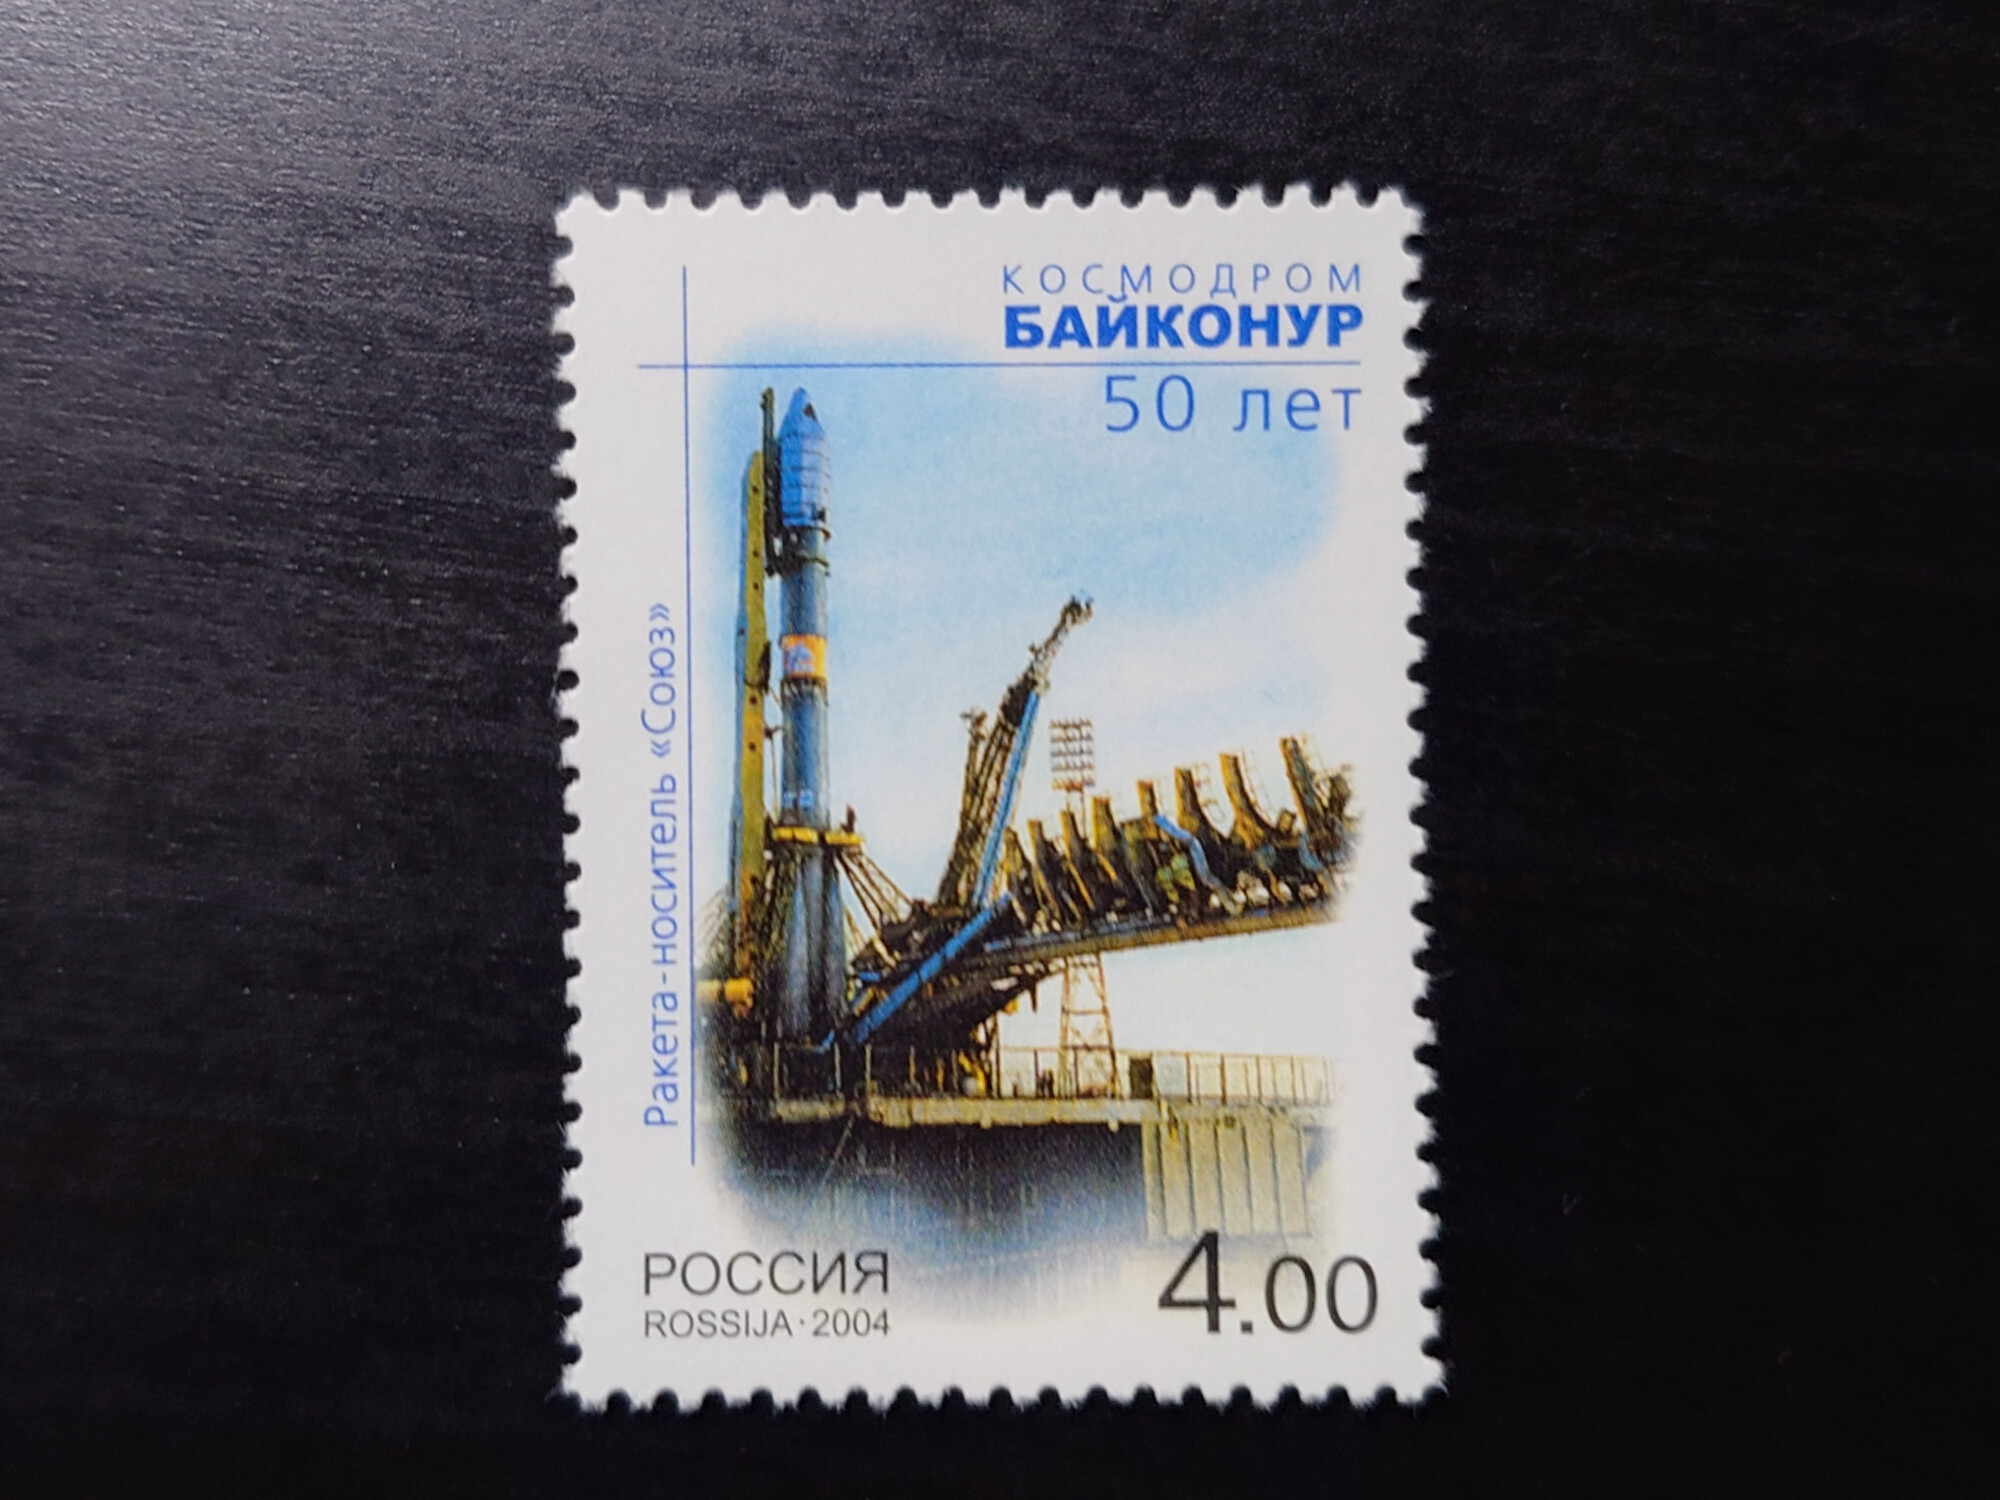 КОСМОДРОМ
БАЙКОНУР
50 лет
Ракета-носитель «Союз»
РОССИЯ
ROSSIJA·2004
4.00